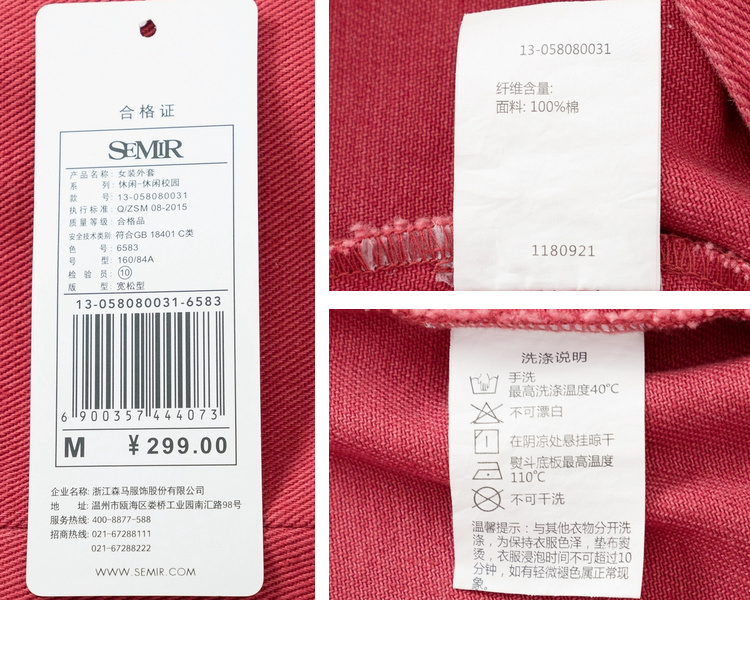 合格证
SEMIR
产品名称: 女装外套
系 列: 休闲-休闲校园
款 号: 13-058080031
执行标准: Q/ZSM 08-2015
质量等级: 合格品
安全技术类别: 符合GB 18401 C类
色 号: 6583
号 型: 160/84A
检 验 员: ⑩
版 型: 宽松型
13-058080031-6583
6 900357 444073
M ¥299.00
企业名称: 浙江森马服饰股份有限公司
地 址: 温州市瓯海区娄桥工业园南汇路98号
服务热线: 400-8877-588
招商热线: 021-67288111
021-67288222
WWW.SEMIR.COM
13-058080031
纤维含量:
面料: 100%棉
1180921
洗涤说明
手洗
最高洗涤温度40℃
不可漂白
在阴凉处悬挂晾干
熨斗底板最高温度
110℃
不可干洗
温馨提示: 与其他衣物分开洗
涤, 为保持衣服色泽, 垫布熨
烫, 衣服浸泡时间不可超过10
分钟, 如有轻微褪色属正常现
象。